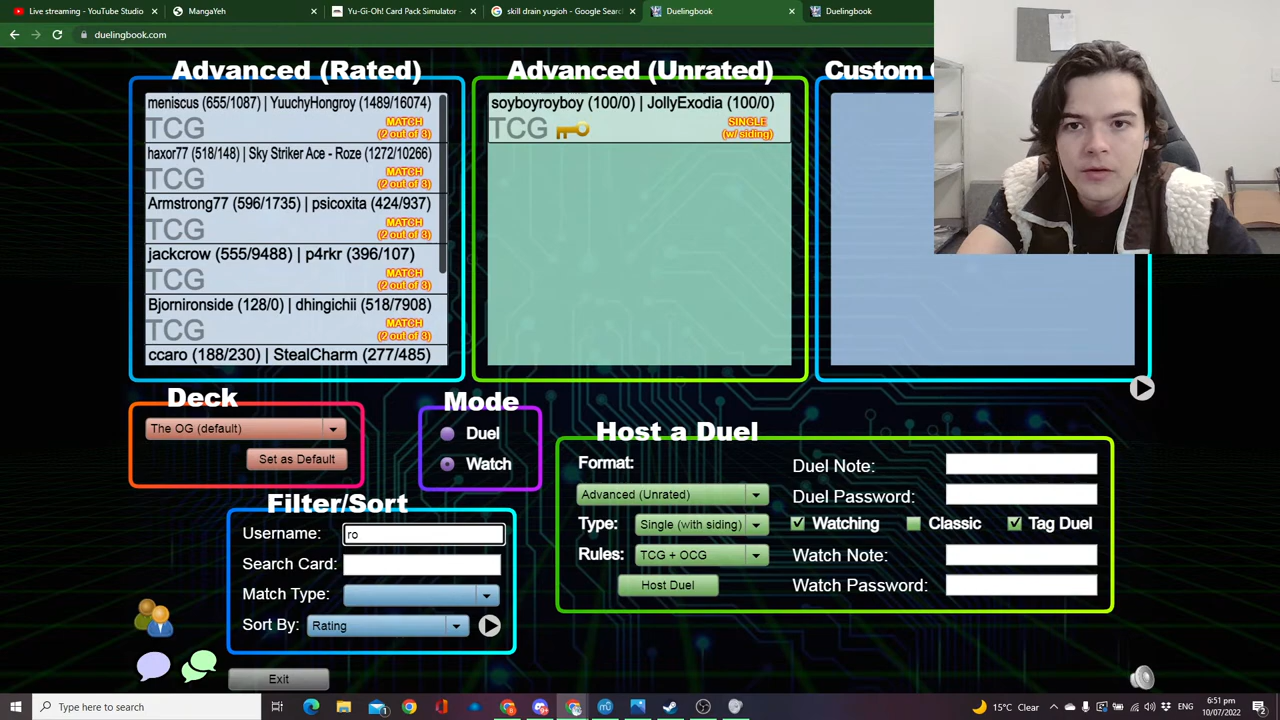 Live streaming - YouTube Studio
MangaYeh
Yu-Gi-Oh! Card Pack Simulator -
skill drain yugioh - Google Searc
Duelingbook
Duelingbook
duelingbook.com
Advanced (Rated)
Advanced (Unrated)
Custom
meniscus (655/1087) | YuuchyHongroy (1489/16074)
TCG
MATCH
(2 out of 3)
haxor77 (518/148) | Sky Striker Ace - Roze (1272/10266)
TCG
MATCH
(2 out of 3)
Armstrong77 (596/1735) | psicoxita (424/937)
TCG
MATCH
(2 out of 3)
jackcrow (555/9488) | p4rkr (396/107)
TCG
MATCH
(2 out of 3)
Bjornironside (128/0) | dhingichii (518/7908)
TCG
MATCH
(2 out of 3)
ccaro (188/230) | StealCharm (277/485)
soyboyroyboy (100/0) | JollyExodia (100/0)
TCG
SINGLE
(w/ siding)
Deck
The OG (default)
Set as Default
Mode
Duel
Watch
Filter/Sort
Username: ro
Search Card:
Match Type:
Sort By: Rating
Exit
Host a Duel
Format:
Advanced (Unrated)
Type: Single (with siding)
Rules: TCG + OCG
Host Duel
Duel Note:
Duel Password:
Watching Classic Tag Duel
Watch Note:
Watch Password:
Type here to search
15°C Clear
6:51 pm
10/07/2022